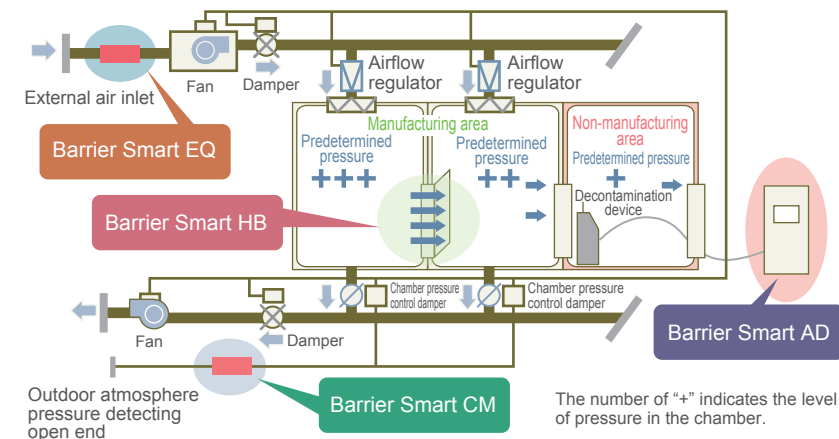 External air inlet
Fan
Damper
Airflow
regulator
Airflow
regulator
Barrier Smart EQ
Manufacturing area
Predetermined
pressure
+++
Predetermined
pressure
++
Non-manufacturing
area
Predetermined pressure
+
Decontamination
device
Barrier Smart HB
Chamber pressure
control damper
Chamber pressure
control damper
Fan
Damper
Barrier Smart AD
Outdoor atmosphere
pressure detecting
open end
Barrier Smart CM
The number of “+” indicates the level
of pressure in the chamber.